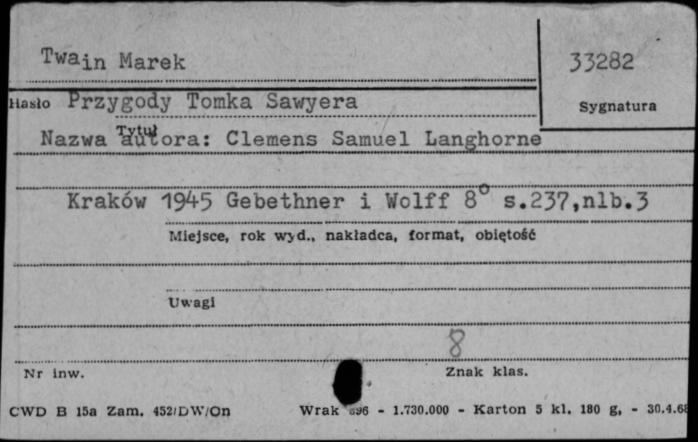 Twain Marek
33282
Hasło Przygody Tomka Sawyera
Sygnatura
Tytuł
Nazwa autora: Clemens Samuel Langhorne
Kraków 1945 Gebethner i Wolff 8° s.237,nlb.3
Miejsce, rok wyd., nakładca, format, objętość
Uwagi
8
Nr inw.
Znak klas.
CWD B 15a Zam. 452/DW/On Wrak 696 - 1.730.000 - Karton 5 kl. 180 g, - 30.4.68